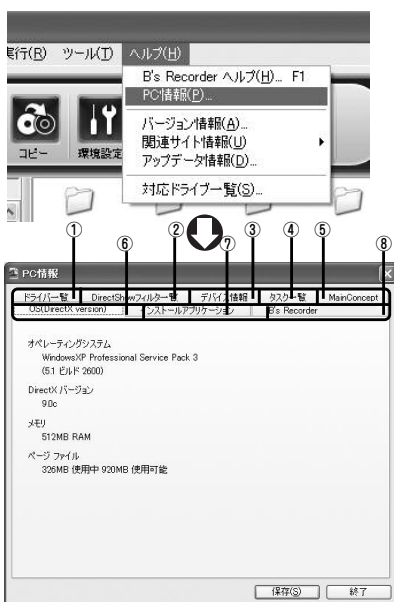 実行(R) ツール(T) ヘルプ(H)
B's Recorder ヘルプ(H)... F1
PC情報(P)...
バージョン情報(A)...
関連サイト情報(U)
アップデータ情報(D)...
対応ドライブ一覧(S)...
コピー 環境設定
① ⑥ ② ⑦ ③ ④ ⑤ ⑧
PC情報
ドライバ一覧 DirectShowフィルター一覧 デバイス情報 タスク一覧 MainConcept
OS(DirectX version) インストールアプリケーション B's Recorder
オペレーティングシステム
WindowsXP Professional Service Pack 3
(5.1 ビルド 2600)
DirectX バージョン
9.0c
メモリ
512MB RAM
ページ ファイル
326MB 使用中 920MB 使用可能
保存(S) 終了